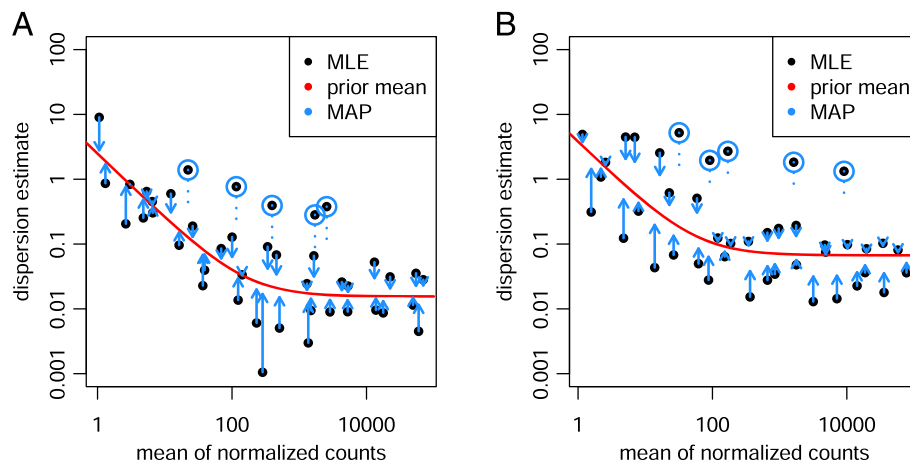 A
dispersion estimate
100
10
1
0.1
0.01
0.001
MLE
prior mean
MAP
1
100
10000
mean of normalized counts
B
dispersion estimate
100
10
1
0.1
0.01
0.001
MLE
prior mean
MAP
1
100
10000
mean of normalized counts